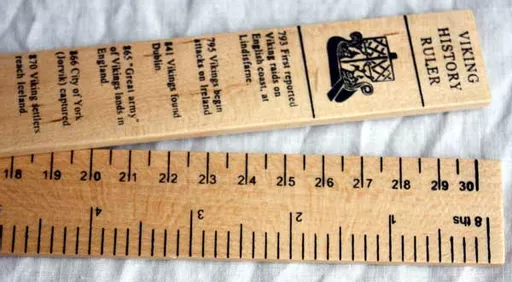 VIKING
HISTORY
RULER
793 First reported
Viking raid on
English coast, at
Lindisfarne.
795 Vikings begin
attacks on Ireland
841 Vikings found
Dublin
865 "Great army"
of Vikings lands in
England.
866 City of York
(Jorvik) captured
870 Viking settlers
reach Iceland
18 19 20 21 22 23 24 25 26 27 28 29 30
4 3 2 1 8 ths